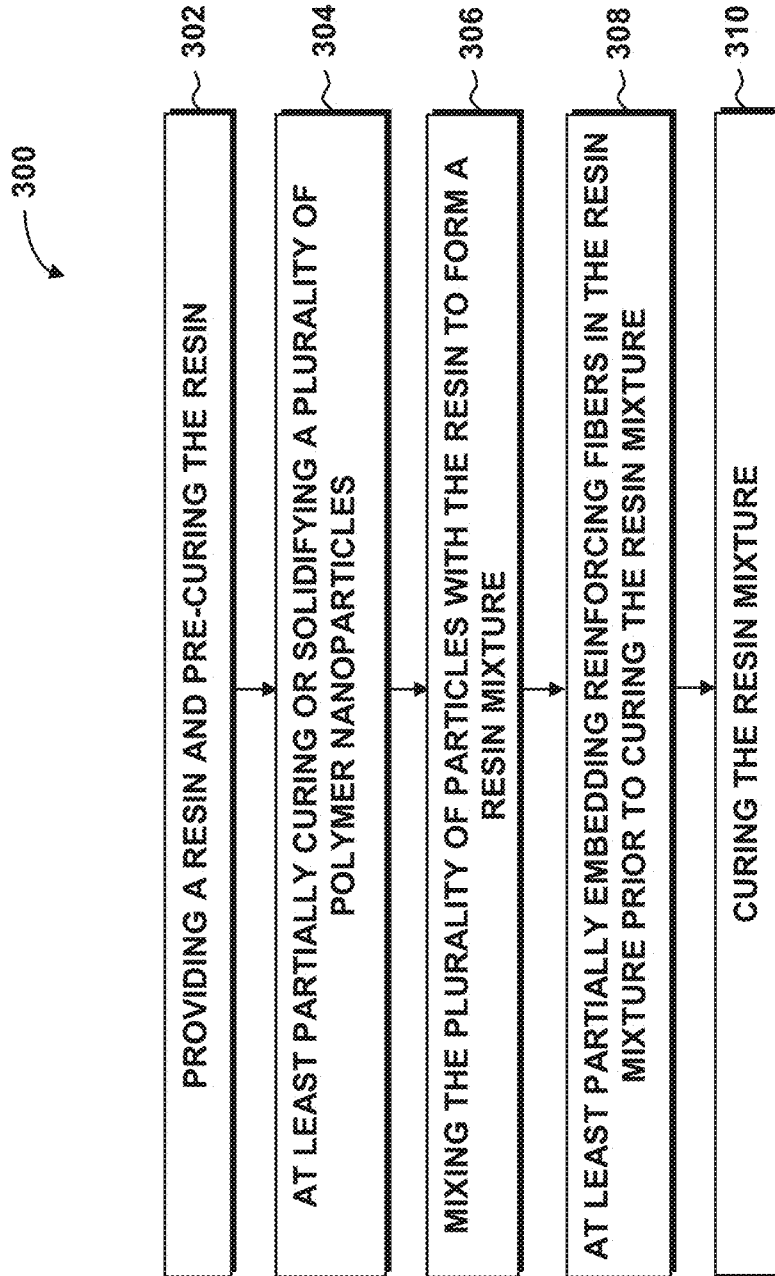 300
PROVIDING A RESIN AND PRE-CURING THE RESIN
302
AT LEAST PARTIALLY CURING OR SOLIDIFYING A PLURALITY OF
POLYMER NANOPARTICLES
304
MIXING THE PLURALITY OF PARTICLES WITH THE RESIN TO FORM A
RESIN MIXTURE
306
AT LEAST PARTIALLY EMBEDDING REINFORCING FIBERS IN THE RESIN
MIXTURE PRIOR TO CURING THE RESIN MIXTURE
308
CURING THE RESIN MIXTURE
310